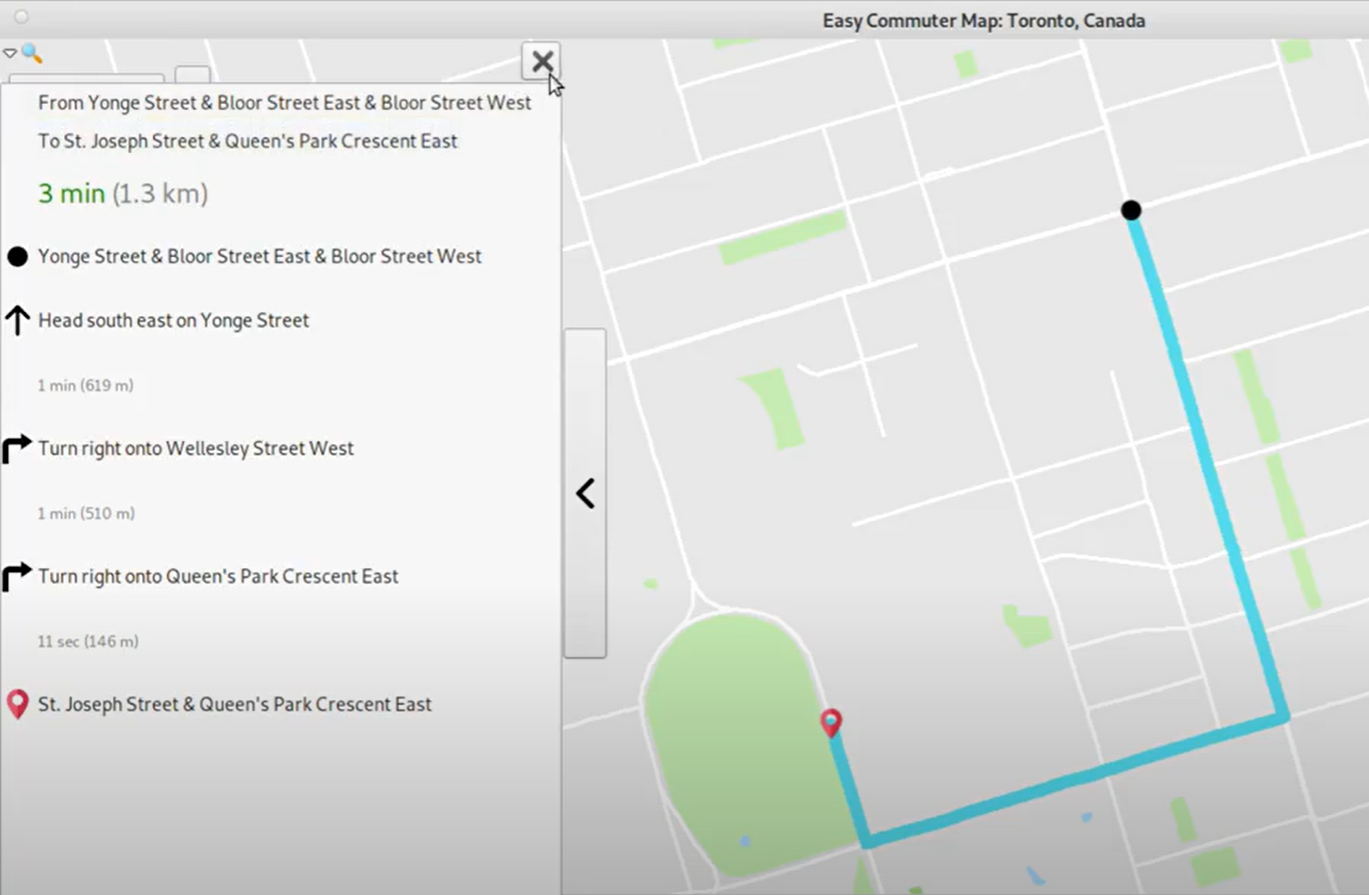 Easy Commuter Map: Toronto, Canada
From Yonge Street & Bloor Street East & Bloor Street West
To St. Joseph Street & Queen's Park Crescent East
3 min (1.3 km)
Yonge Street & Bloor Street East & Bloor Street West
Head south east on Yonge Street
1 min (619 m)
Turn right onto Wellesley Street West
1 min (510 m)
Turn right onto Queen's Park Crescent East
11 sec (146 m)
St. Joseph Street & Queen's Park Crescent East